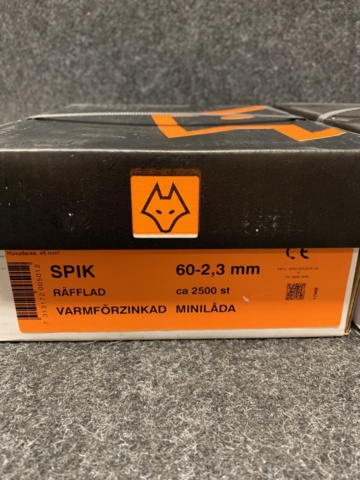 SPIK 60-2,3 mm
RÄFFLAD ca 2500 st
VARMFÖRZINKAD MINILÅDA
CE